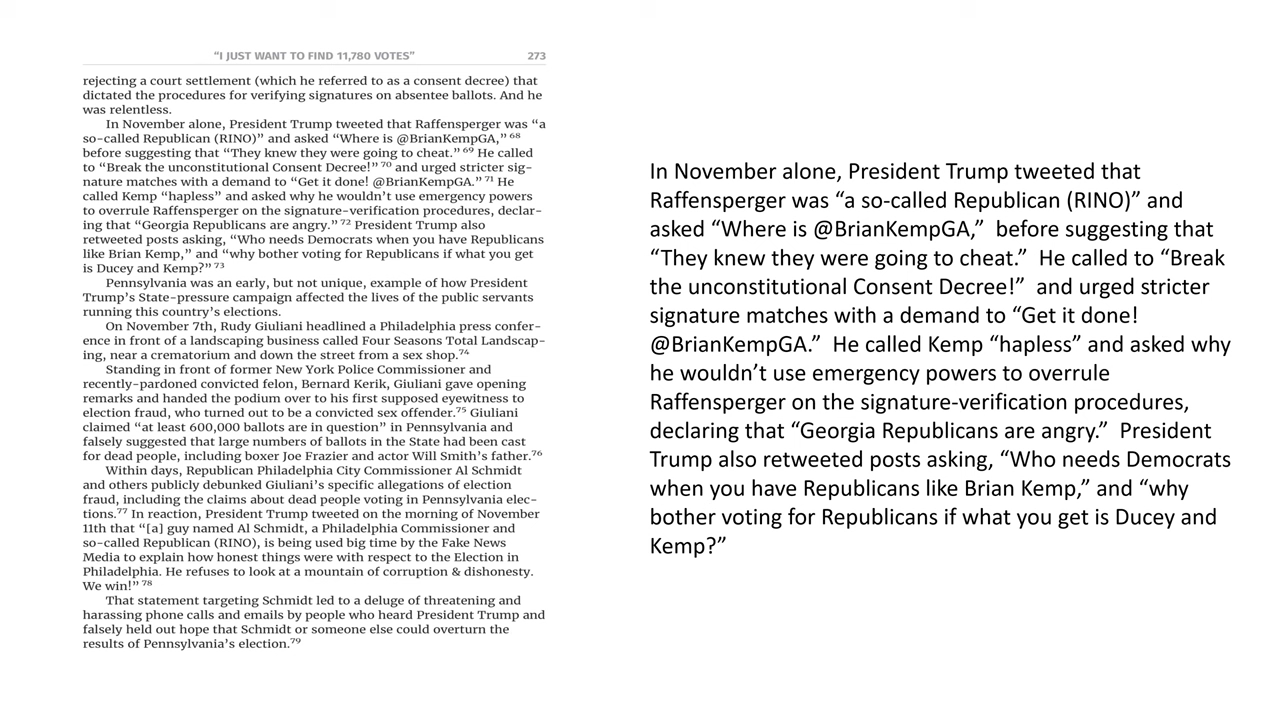 “I JUST WANT TO FIND 11,780 VOTES” 273
rejecting a court settlement (which he referred to as a consent decree) that
dictated the procedures for verifying signatures on absentee ballots. And he
was relentless.
In November alone, President Trump tweeted that Raffensperger was “a
so-called Republican (RINO)” and asked “Where is @BrianKempGA,” 68
before suggesting that “They knew they were going to cheat.” 69 He called
to “Break the unconstitutional Consent Decree!” 70 and urged stricter sig-
nature matches with a demand to “Get it done! @BrianKempGA.” 71 He
called Kemp “hapless” and asked why he wouldn’t use emergency powers
to overrule Raffensperger on the signature-verification procedures, declar-
ing that “Georgia Republicans are angry.” 72 President Trump also
retweeted posts asking, “Who needs Democrats when you have Republicans
like Brian Kemp,” and “why bother voting for Republicans if what you get
is Ducey and Kemp?” 73
Pennsylvania was an early, but not unique, example of how President
Trump’s State-pressure campaign affected the lives of the public servants
running this country’s elections.
On November 7th, Rudy Giuliani headlined a Philadelphia press confer-
ence in front of a landscaping business called Four Seasons Total Landscap-
ing, near a crematorium and down the street from a sex shop.74
Standing in front of former New York Police Commissioner and
recently-pardoned convicted felon, Bernard Kerik, Giuliani gave opening
remarks and handed the podium over to his first supposed eyewitness to
election fraud, who turned out to be a convicted sex offender.75 Giuliani
claimed “at least 600,000 ballots are in question” in Pennsylvania and
falsely suggested that large numbers of ballots in the State had been cast
for dead people, including boxer Joe Frazier and actor Will Smith’s father.76
Within days, Republican Philadelphia City Commissioner Al Schmidt
and others publicly debunked Giuliani’s specific allegations of election
fraud, including the claims about dead people voting in Pennsylvania elec-
tions.77 In reaction, President Trump tweeted on the morning of November
11th that “[a] guy named Al Schmidt, a Philadelphia Commissioner and
so-called Republican (RINO), is being used big time by the Fake News
Media to explain how honest things were with respect to the Election in
Philadelphia. He refuses to look at a mountain of corruption & dishonesty.
We win!” 78
That statement targeting Schmidt led to a deluge of threatening and
harassing phone calls and emails by people who heard President Trump and
falsely held out hope that Schmidt or someone else could overturn the
results of Pennsylvania’s election.79
In November alone, President Trump tweeted that
Raffensperger was “a so-called Republican (RINO)” and
asked “Where is @BrianKempGA,”  before suggesting that
“They knew they were going to cheat.”  He called to “Break
the unconstitutional Consent Decree!”  and urged stricter
signature matches with a demand to “Get it done!
@BrianKempGA.”  He called Kemp “hapless” and asked why
he wouldn’t use emergency powers to overrule
Raffensperger on the signature-verification procedures,
declaring that “Georgia Republicans are angry.”  President
Trump also retweeted posts asking, “Who needs Democrats
when you have Republicans like Brian Kemp,” and “why
bother voting for Republicans if what you get is Ducey and
Kemp?”